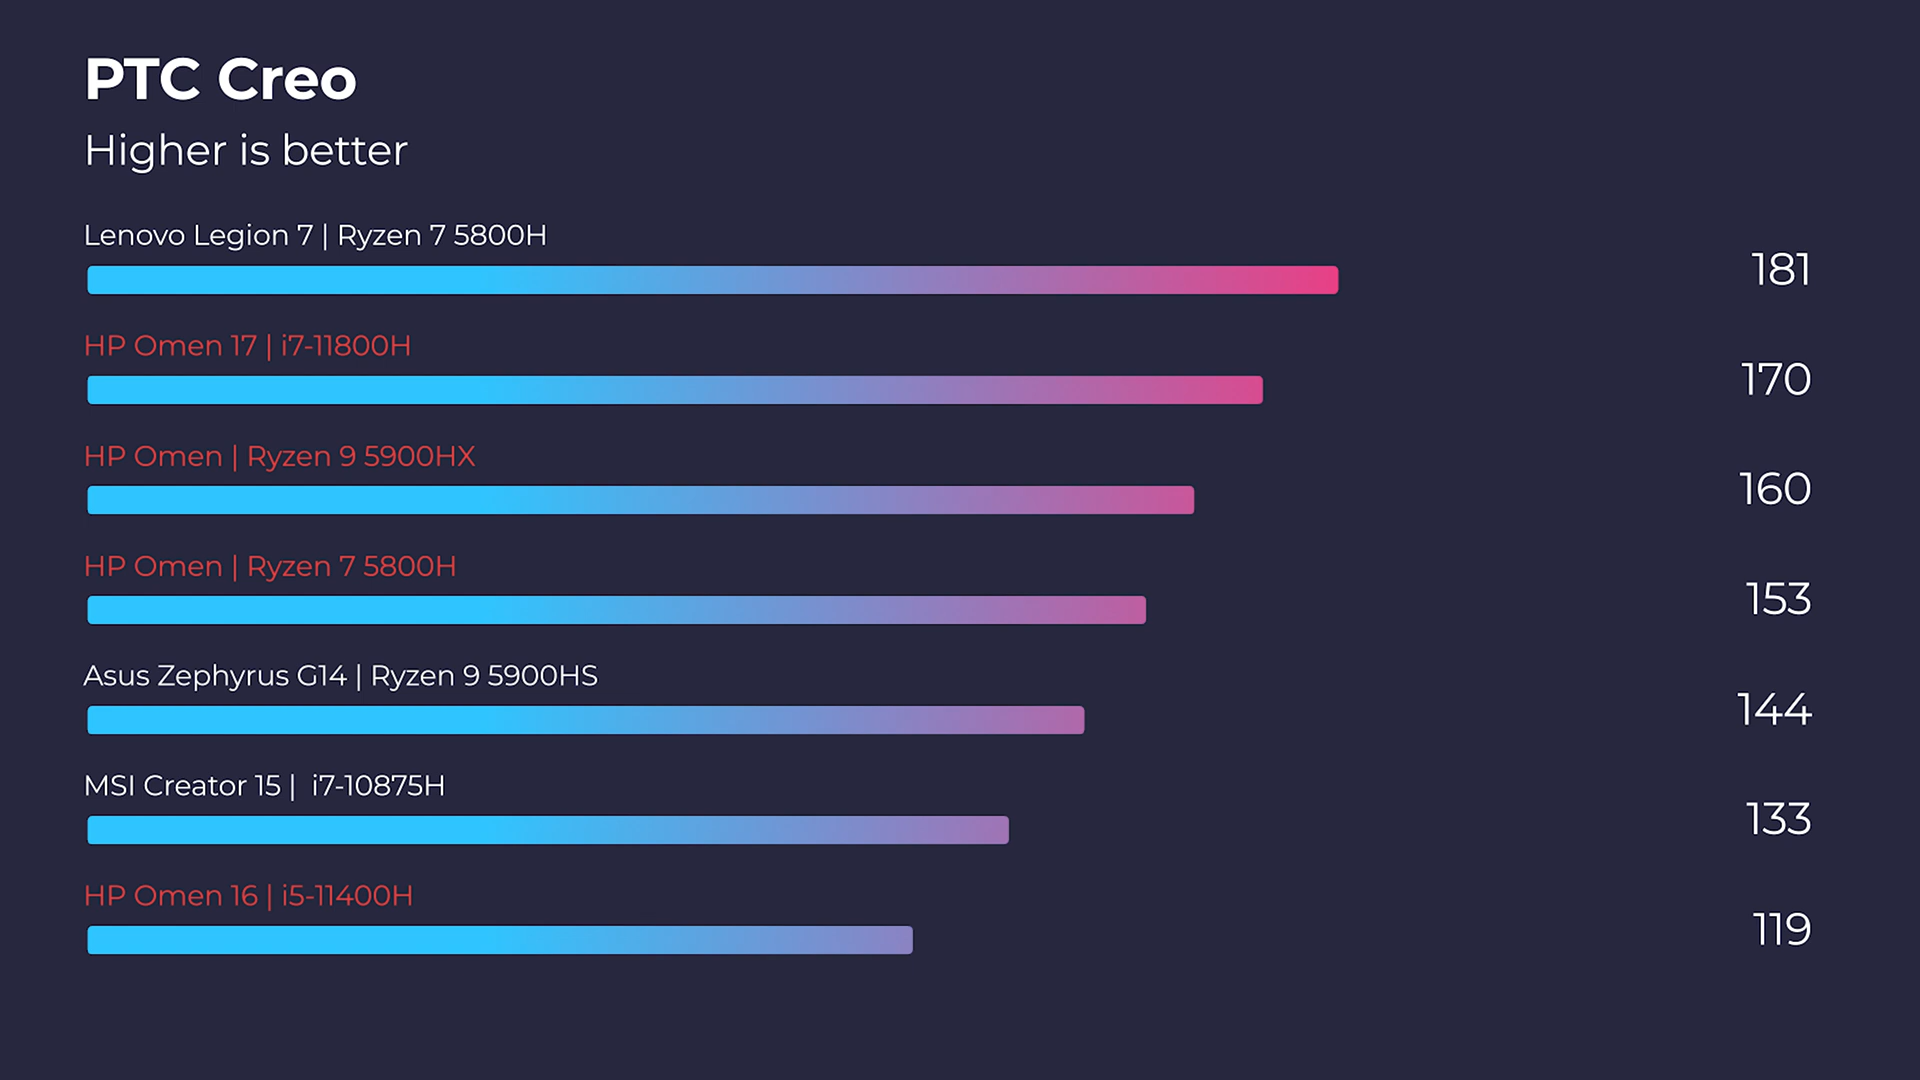 PTC Creo
Higher is better
Lenovo Legion 7 | Ryzen 7 5800H
181
HP Omen 17 | i7-11800H
170
HP Omen | Ryzen 9 5900HX
160
HP Omen | Ryzen 7 5800H
153
Asus Zephyrus G14 | Ryzen 9 5900HS
144
MSI Creator 15 |  i7-10875H
133
HP Omen 16 | i5-11400H
119